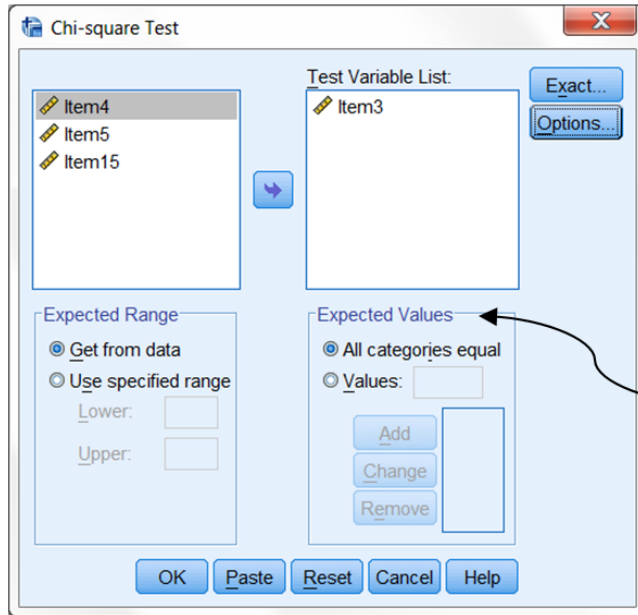 Chi-square Test
Test Variable List:
Item4
Item5
Item15
Item3
Exact...
Options...
Expected Range
Get from data
Use specified range
Lower:
Upper:
Expected Values
All categories equal
Values:
Add
Change
Remove
OK
Paste
Reset
Cancel
Help